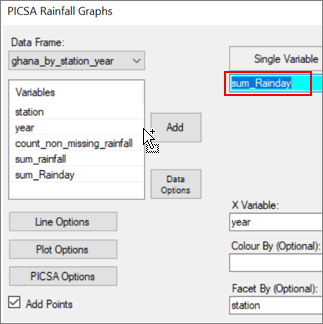 PICSA Rainfall Graphs
Data Frame:
ghana_by_station_year
Variables
station
year
count_non_missing_rainfall
sum_rainfall
sum_Rainday
Add
Data
Options
Line Options
Plot Options
PICSA Options
Add Points
Single Variable
sum_Rainday
X Variable:
year
Colour By (Optional):
Facet By (Optional):
station